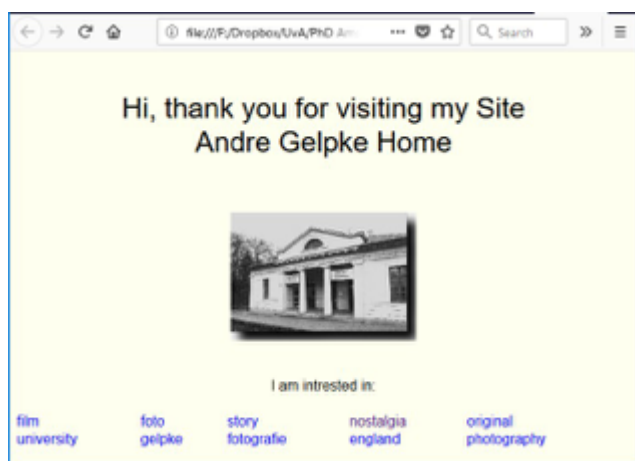 file:///F:/Dropbox/UvA/PhD Am
Search
Hi, thank you for visiting my Site
Andre Gelpke Home
I am intrested in:
film foto story nostalgia original
university gelpke fotografie england photography